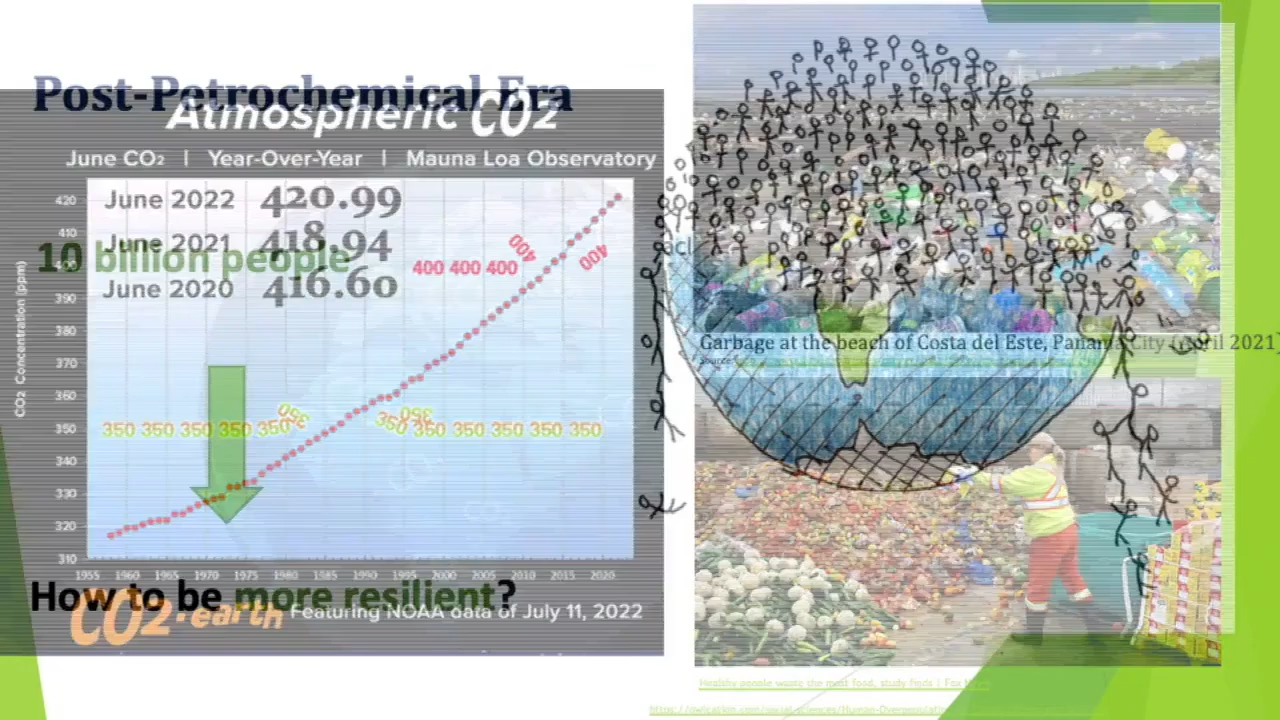 Post-Petrochemical Era
Atmospheric CO2
June CO2 | Year-Over-Year | Mauna Loa Observatory
June 2022 420.99
June 2021 418.94
June 2020 416.60
10 billion people
CO2 Concentration (ppm)
420
410
400
390
380
370
360
350
340
330
320
310
400 400 400 400 400
350 350 350 350 350 350 350 350 350 350 350 350 350
1955 1960 1965 1970 1975 1980 1985 1990 1995 2000 2005 2010 2015 2020
How to be more resilient?
CO2.earth Featuring NOAA data of July 11, 2022
Garbage at the beach of Costa del Este, Panama City (April 2021)
Source
Healthy people waste the most food, study finds | Fox News